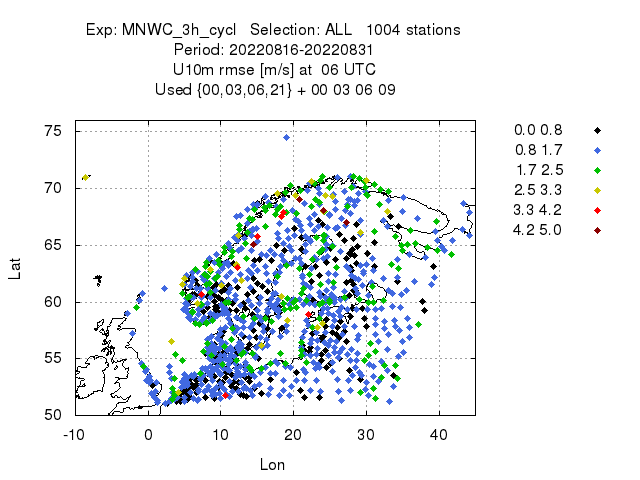 Exp: MNWC_3h_cycl   Selection: ALL   1004 stations
Period: 20220816-20220831
U10m rmse [m/s] at  06 UTC
Used {00,03,06,21} + 00 03 06 09
0.0 0.8
0.8 1.7
1.7 2.5
2.5 3.3
3.3 4.2
4.2 5.0
75
70
65
60
55
50
Lat
-10 0 10 20 30 40
Lon